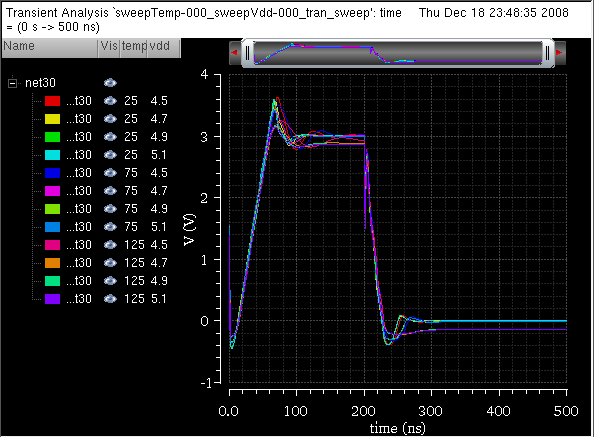 Transient Analysis `sweepTemp-000_sweepVdd-000_tran_sweep': time Thu Dec 18 23:48:35 2008
= (0 s -> 500 ns)
Name Vis temp vdd
net30
...t30 25 4.5
...t30 25 4.7
...t30 25 4.9
...t30 25 5.1
...t30 75 4.5
...t30 75 4.7
...t30 75 4.9
...t30 75 5.1
...t30 125 4.5
...t30 125 4.7
...t30 125 4.9
...t30 125 5.1
V (V)
4
3
2
1
0
-1
0.0 100 200 300 400 500
time (ns)